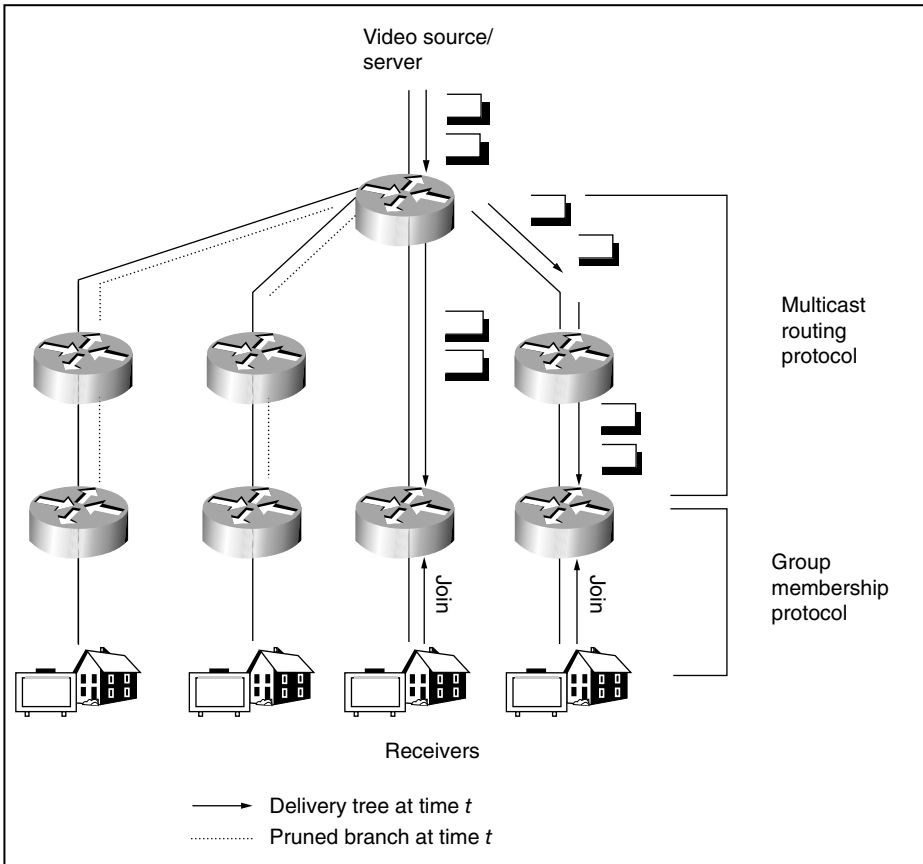 Video source/
server
Multicast
routing
protocol
Group
membership
protocol
Join
Join
Receivers
Delivery tree at time t
Pruned branch at time t